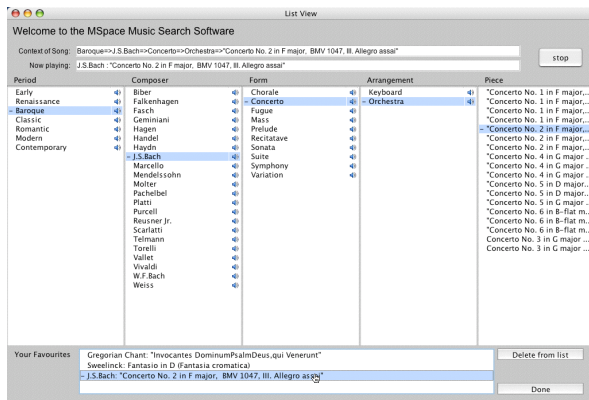 List View
Welcome to the MSpace Music Search Software
Context of Song: Baroque=>J.S.Bach=>Concerto=>Orchestra=>"Concerto No. 2 in F major, BMV 1047, III. Allegro assai"
Now playing: J.S.Bach : "Concerto No. 2 in F major, BMV 1047, III. Allegro assai"
stop
Period
Early
Renaissance
– Baroque
Classic
Romantic
Modern
Contemporary
Composer
Biber
Falkenhagen
Fasch
Geminiani
Hagen
Handel
Haydn
– J.S.Bach
Marcello
Mendelssohn
Molter
Pachelbel
Platti
Purcell
Reusner Jr.
Scarlatti
Telmann
Torelli
Vallet
Vivaldi
W.F.Bach
Weiss
Form
Chorale
– Concerto
Fugue
Mass
Prelude
Recitatave
Sonata
Suite
Symphony
Variation
Arrangement
Keyboard
– Orchestra
Piece
"Concerto No. 1 in F major,..
"Concerto No. 1 in F major,..
"Concerto No. 1 in F major,..
"Concerto No. 1 in F major,..
– "Concerto No. 2 in F major,..
"Concerto No. 2 in F major,..
"Concerto No. 2 in F major,..
"Concerto No. 4 in G major ..
"Concerto No. 4 in G major ..
"Concerto No. 4 in G major ..
"Concerto No. 5 in D major..
"Concerto No. 5 in D major..
"Concerto No. 5 in G major..
"Concerto No. 6 in B-flat m..
"Concerto No. 6 in B-flat m..
"Concerto No. 6 in B-flat m..
Concerto No. 3 in G major ...
Concerto No. 3 in G major ...
Your Favourites
Gregorian Chant: "Invocantes DominumPsalmDeus,qui Venerunt"
Sweelinck: Fantasio in D (Fantasia cromatica)
– J.S.Bach: "Concerto No. 2 in F major, BMV 1047, III. Allegro assai"
Delete from list
Done